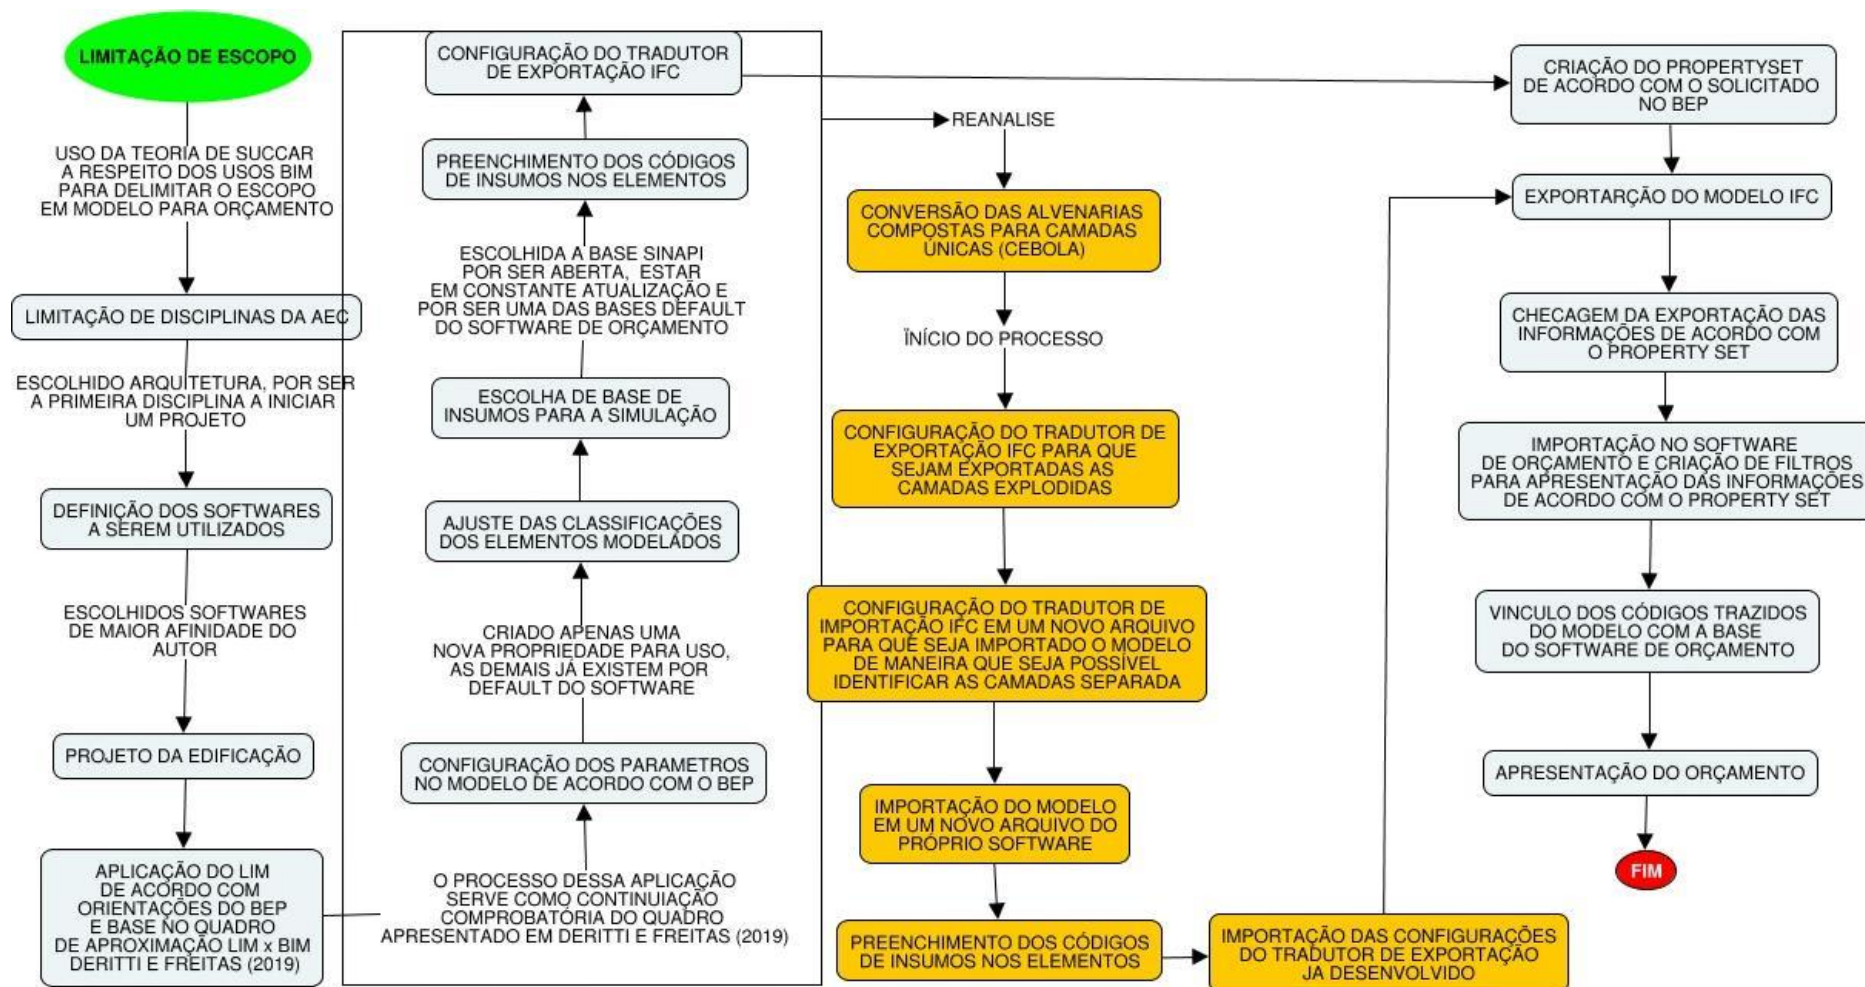 LIMITAÇÃO DE ESCOPO
USO DA TEORIA DE SUCCAR
A RESPEITO DOS USOS BIM
PARA DELIMITAR O ESCOPO
EM MODELO PARA ORÇAMENTO
LIMITAÇÃO DE DISCIPLINAS DA AEC
ESCOLHIDO ARQUITETURA, POR SER
A PRIMEIRA DISCIPLINA A INICIAR
UM PROJETO
DEFINIÇÃO DOS SOFTWARES
A SEREM UTILIZADOS
ESCOLHIDOS SOFTWARES
DE MAIOR AFINIDADE DO
AUTOR
PROJETO DA EDIFICAÇÃO
APLICAÇÃO DO LIM
DE ACORDO COM
ORIENTAÇÕES DO BEP
E BASE NO QUADRO
DE APROXIMAÇÃO LIM x BIM
DERITTI E FREITAS (2019)
O PROCESSO DESSA APLICAÇÃO
SERVE COMO CONTINUIAÇÃO
COMPROBATÓRIA DO QUADRO
APRESENTADO EM DERITTI E FREITAS (2019)
CONFIGURAÇÃO DOS PARAMETROS
NO MODELO DE ACORDO COM O BEP
CRIADO APENAS UMA
NOVA PROPRIEDADE PARA USO,
AS DEMAIS JÁ EXISTEM POR
DEFAULT DO SOFTWARE
AJUSTE DAS CLASSIFICAÇÕES
DOS ELEMENTOS MODELADOS
ESCOLHA DE BASE DE
INSUMOS PARA A SIMULAÇÃO
ESCOLHIDA A BASE SINAPI
POR SER ABERTA, ESTAR
EM CONSTANTE ATUALIZAÇÃO E
POR SER UMA DAS BASES DEFAULT
DO SOFTWARE DE ORÇAMENTO
PREENCHIMENTO DOS CÓDIGOS
DE INSUMOS NOS ELEMENTOS
CONFIGURAÇÃO DO TRADUTOR
DE EXPORTAÇÃO IFC
REANALISE
CONVERSÃO DAS ALVENARIAS
COMPOSTAS PARA CAMADAS
ÚNICAS (CEBOLA)
ÏNÍCIO DO PROCESSO
CONFIGURAÇÃO DO TRADUTOR DE
EXPORTAÇÃO IFC PARA QUE
SEJAM EXPORTADAS AS
CAMADAS EXPLODIDAS
CONFIGURAÇÃO DO TRADUTOR DE
IMPORTAÇÃO IFC EM UM NOVO ARQUIVO
PARA QUE SEJA IMPORTADO O MODELO
DE MANEIRA QUE SEJA POSSÍVEL
IDENTIFICAR AS CAMADAS SEPARADA
IMPORTAÇÃO DO MODELO
EM UM NOVO ARQUIVO DO
PRÓPRIO SOFTWARE
PREENCHIMENTO DOS CÓDIGOS
DE INSUMOS NOS ELEMENTOS
IMPORTAÇÃO DAS CONFIGURAÇÕES
DO TRADUTOR DE EXPORTAÇÃO
JA DESENVOLVIDO
CRIAÇÃO DO PROPERTYSET
DE ACORDO COM O SOLICITADO
NO BEP
EXPORTARÇÃO DO MODELO IFC
CHECAGEM DA EXPORTAÇÃO DAS
INFORMAÇÕES DE ACORDO COM
O PROPERTY SET
IMPORTAÇÃO NO SOFTWARE
DE ORÇAMENTO E CRIAÇÃO DE FILTROS
PARA APRESENTAÇÃO DAS INFORMAÇÕES
DE ACORDO COM O PROPERTY SET
VINCULO DOS CÓDIGOS TRAZIDOS
DO MODELO COM A BASE
DO SOFTWARE DE ORÇAMENTO
APRESENTAÇÃO DO ORÇAMENTO
FIM